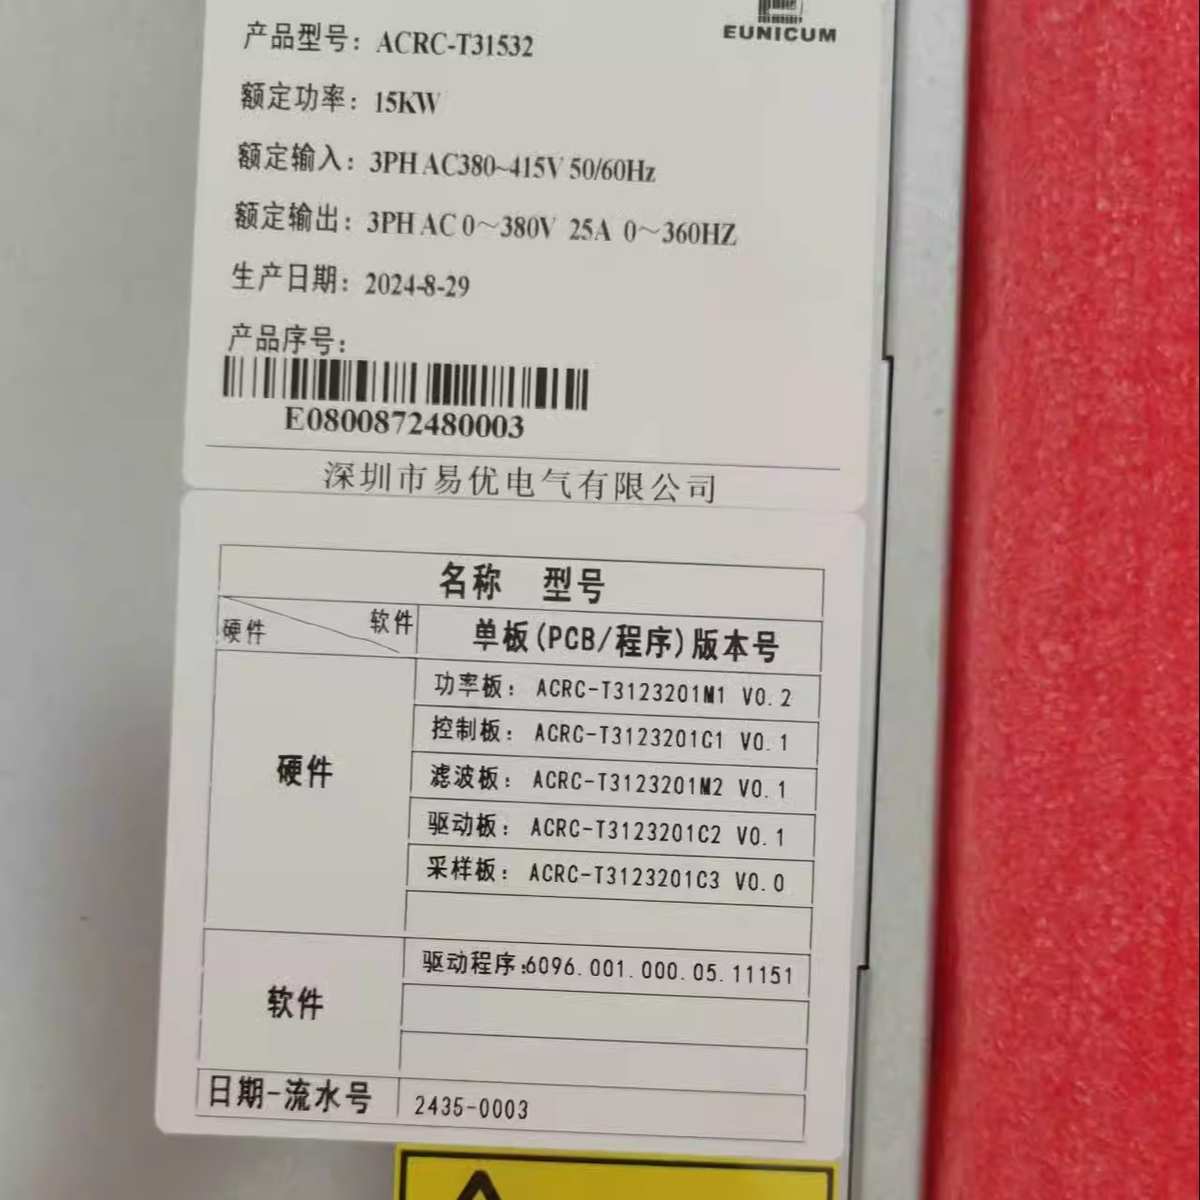 EUNICUM
产品型号: ACRC-T31532
额定功率: 15KW
额定输入: 3PH AC380~415V 50/60Hz
额定输出: 3PH AC 0～380V 25A 0～360HZ
生产日期: 2024-8-29
产品序号:
E0800872480003
深圳市易优电气有限公司
名称 型号
软件
硬件
单板(PCB/程序)版本号
硬件
功率板: ACRC-T3123201M1 V0.2
控制板: ACRC-T3123201C1 V0.1
滤波板: ACRC-T3123201M2 V0.1
驱动板: ACRC-T3123201C2 V0.1
采样板: ACRC-T3123201C3 V0.0
软件
驱动程序:6096.001.000.05.11151
日期-流水号 2435-0003